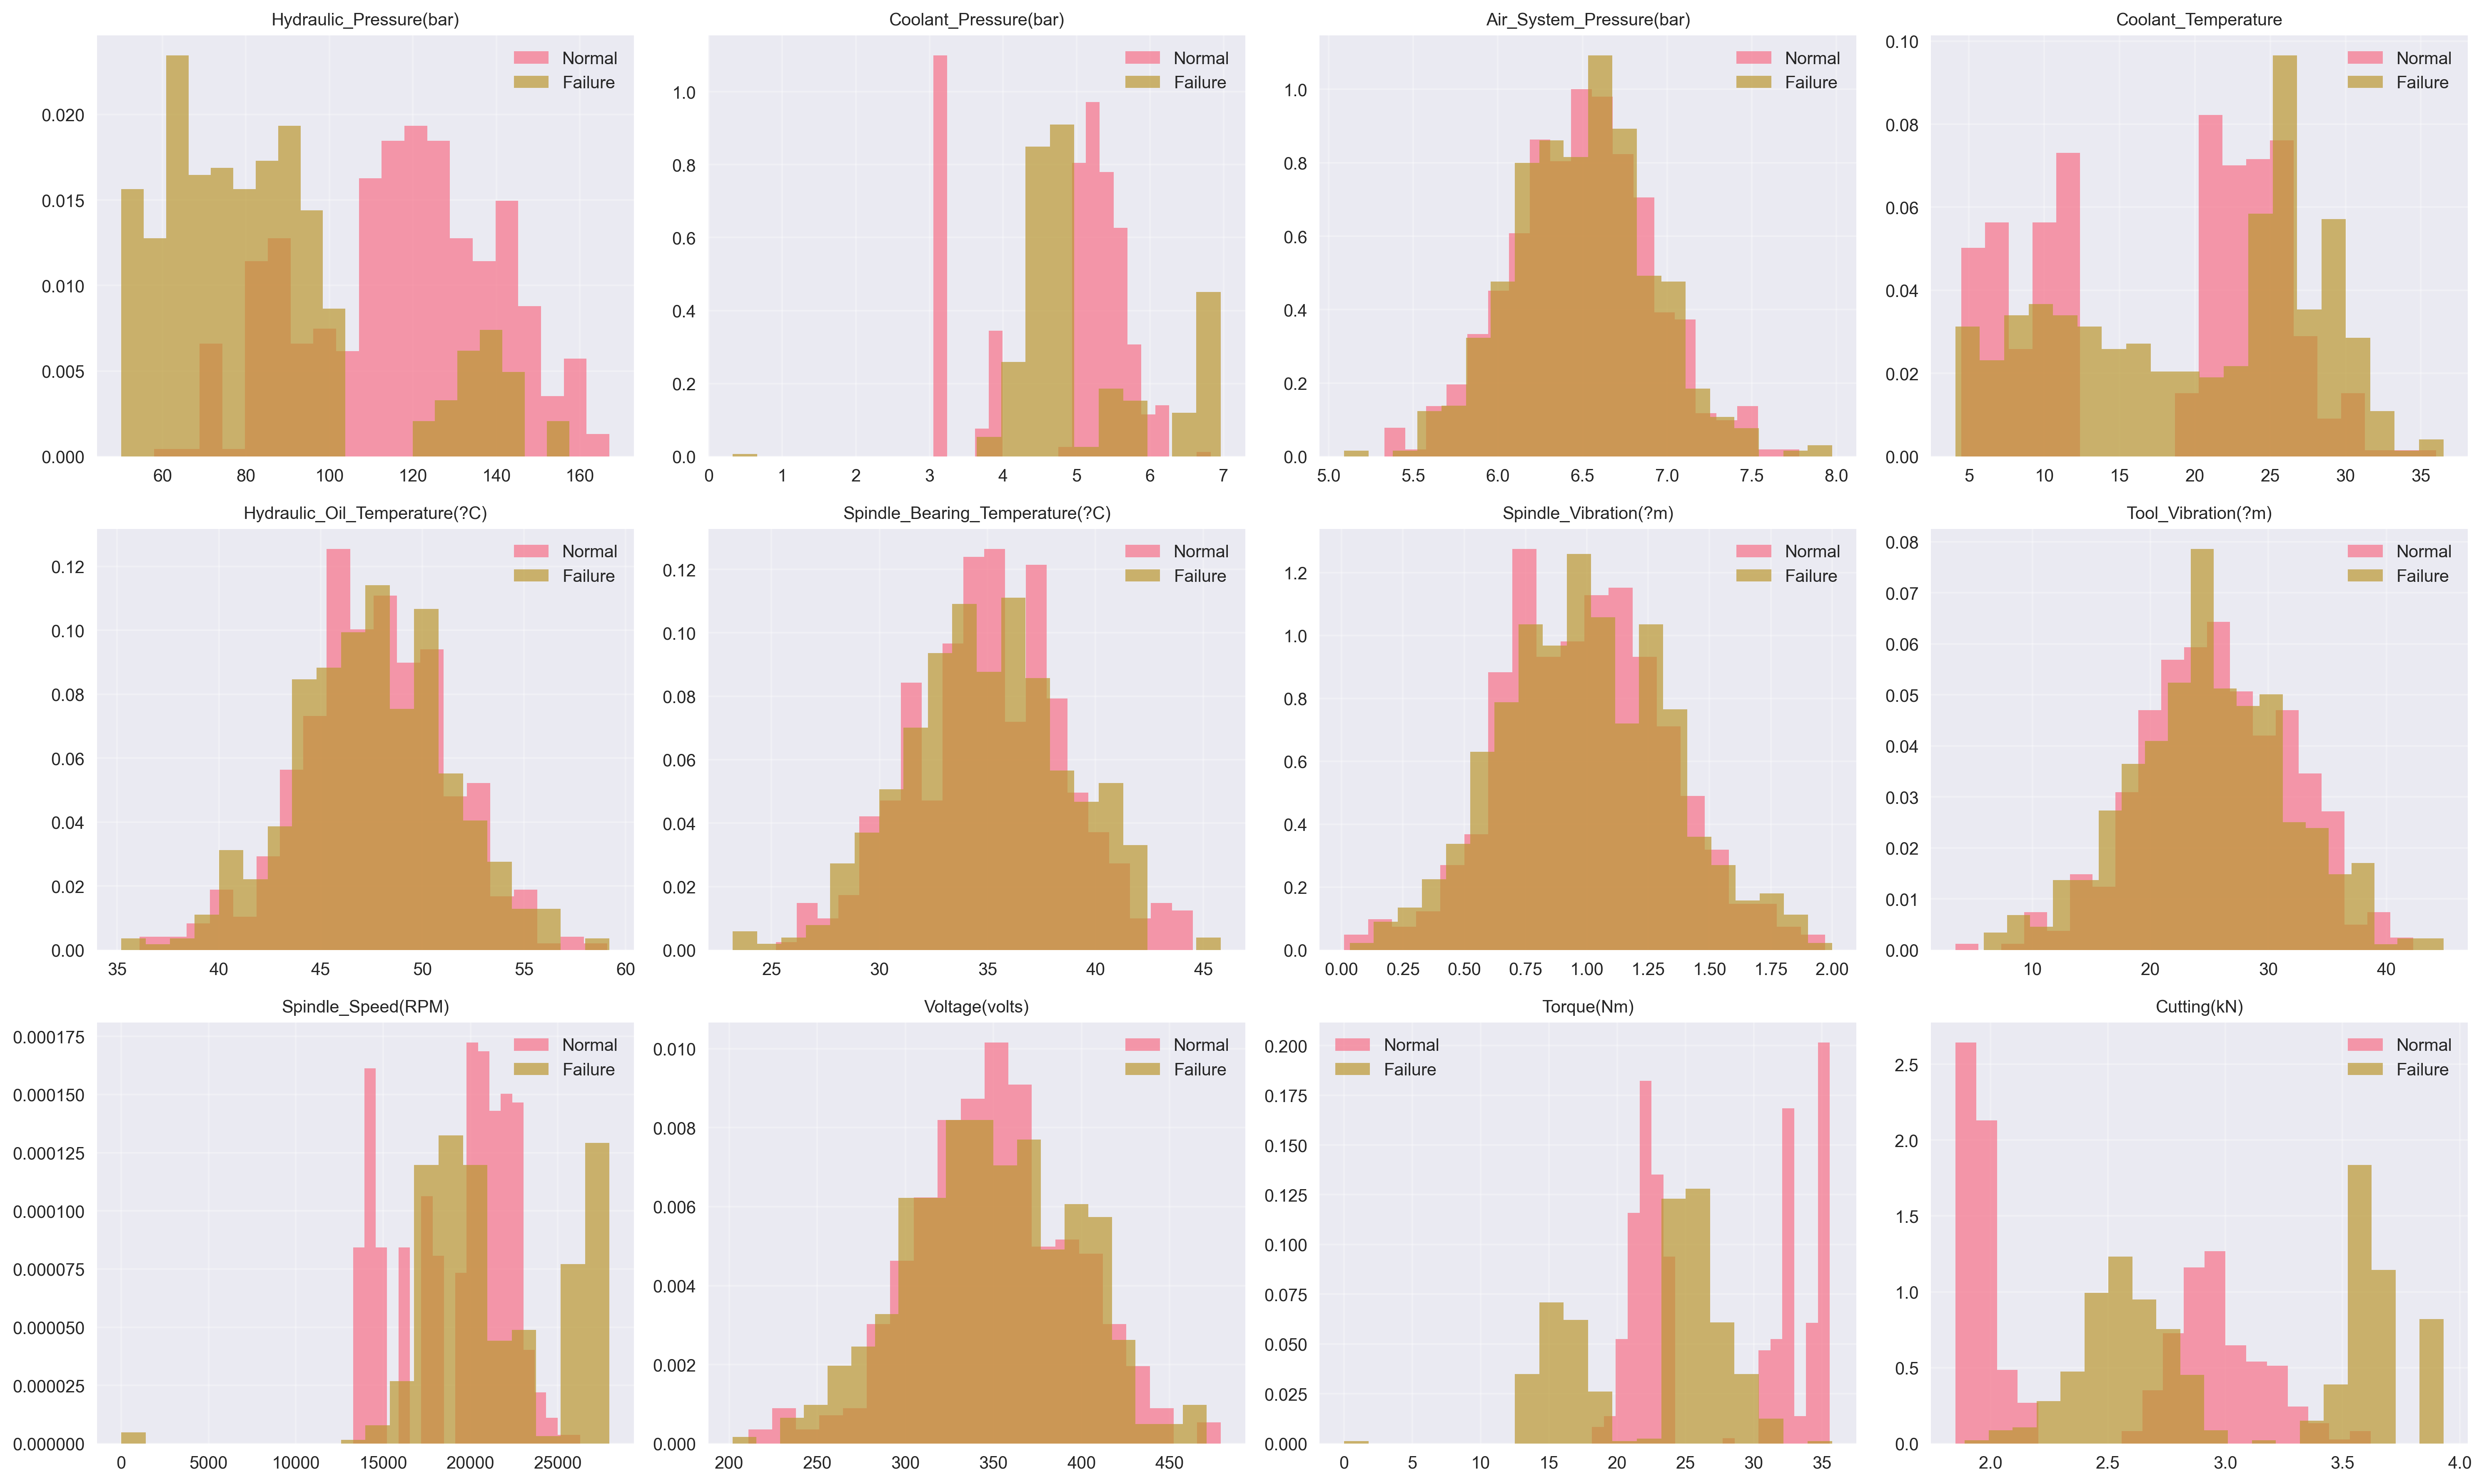 Hydraulic_Pressure(bar)
Normal
Failure
0.020
0.015
0.010
0.005
0.000
60 80 100 120 140 160
Coolant_Pressure(bar)
Normal
Failure
1.0
0.8
0.6
0.4
0.2
0.0
0 1 2 3 4 5 6 7
Air_System_Pressure(bar)
Normal
Failure
1.0
0.8
0.6
0.4
0.2
0.0
5.0 5.5 6.0 6.5 7.0 7.5 8.0
Coolant_Temperature
Normal
Failure
0.10
0.08
0.06
0.04
0.02
0.00
5 10 15 20 25 30 35
Hydraulic_Oil_Temperature(?C)
Normal
Failure
0.12
0.10
0.08
0.06
0.04
0.02
0.00
35 40 45 50 55 60
Spindle_Bearing_Temperature(?C)
Normal
Failure
0.12
0.10
0.08
0.06
0.04
0.02
0.00
25 30 35 40 45
Spindle_Vibration(?m)
Normal
Failure
1.2
1.0
0.8
0.6
0.4
0.2
0.0
0.00 0.25 0.50 0.75 1.00 1.25 1.50 1.75 2.00
Tool_Vibration(?m)
Normal
Failure
0.08
0.07
0.06
0.05
0.04
0.03
0.02
0.01
0.00
10 20 30 40
Spindle_Speed(RPM)
Normal
Failure
0.000175
0.000150
0.000125
0.000100
0.000075
0.000050
0.000025
0.000000
0 5000 10000 15000 20000 25000
Voltage(volts)
Normal
Failure
0.010
0.008
0.006
0.004
0.002
0.000
200 250 300 350 400 450
Torque(Nm)
Normal
Failure
0.200
0.175
0.150
0.125
0.100
0.075
0.050
0.025
0.000
0 5 10 15 20 25 30 35
Cutting(kN)
Normal
Failure
2.5
2.0
1.5
1.0
0.5
0.0
2.0 2.5 3.0 3.5 4.0